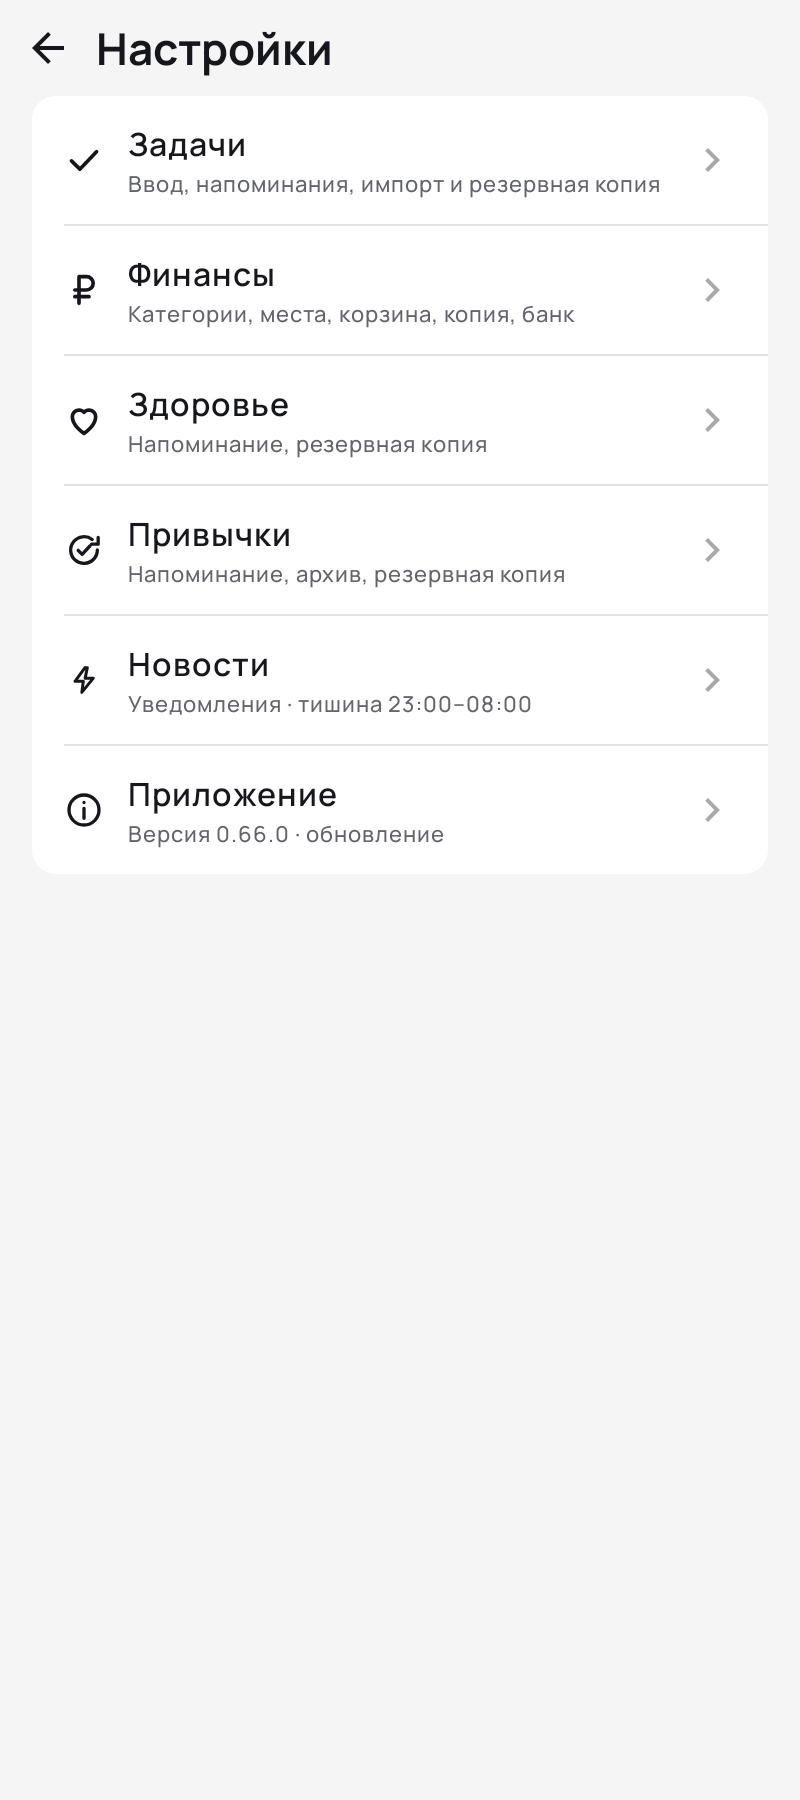 Настройки
Задачи
Ввод, напоминания, импорт и резервная копия
Финансы
Категории, места, корзина, копия, банк
Здоровье
Напоминание, резервная копия
Привычки
Напоминание, архив, резервная копия
Новости
Уведомления · тишина 23:00–08:00
Приложение
Версия 0.66.0 · обновление